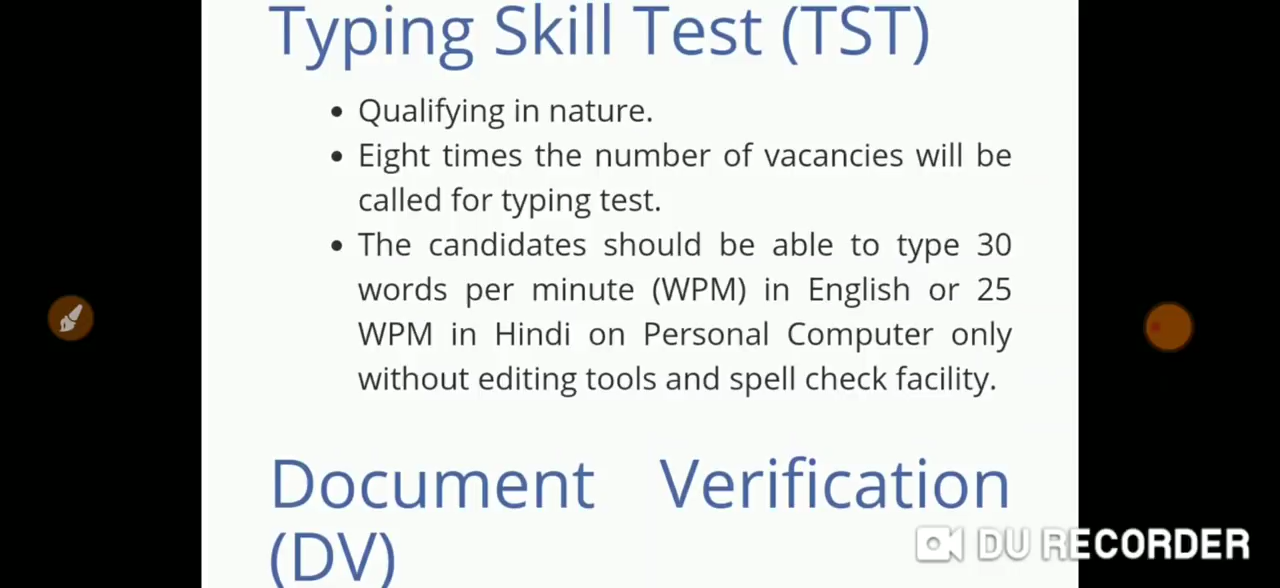 Typing Skill Test (TST)
• Qualifying in nature.
• Eight times the number of vacancies will be
called for typing test.
• The candidates should be able to type 30
words per minute (WPM) in English or 25
WPM in Hindi on Personal Computer only
without editing tools and spell check facility.
Document Verification
(DV)
DU RECORDER